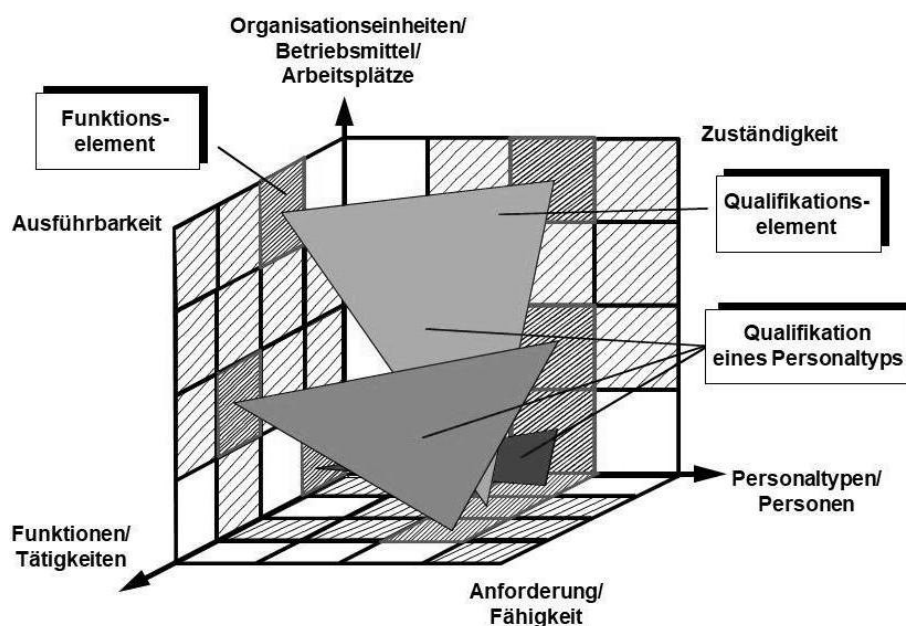 Organisationseinheiten/
Betriebsmittel/
Arbeitsplätze
Funktions-
element
Zuständigkeit
Ausführbarkeit
Qualifikations-
element
Qualifikation
eines Personaltyps
Personaltypen/
Personen
Funktionen/
Tätigkeiten
Anforderung/
Fähigkeit